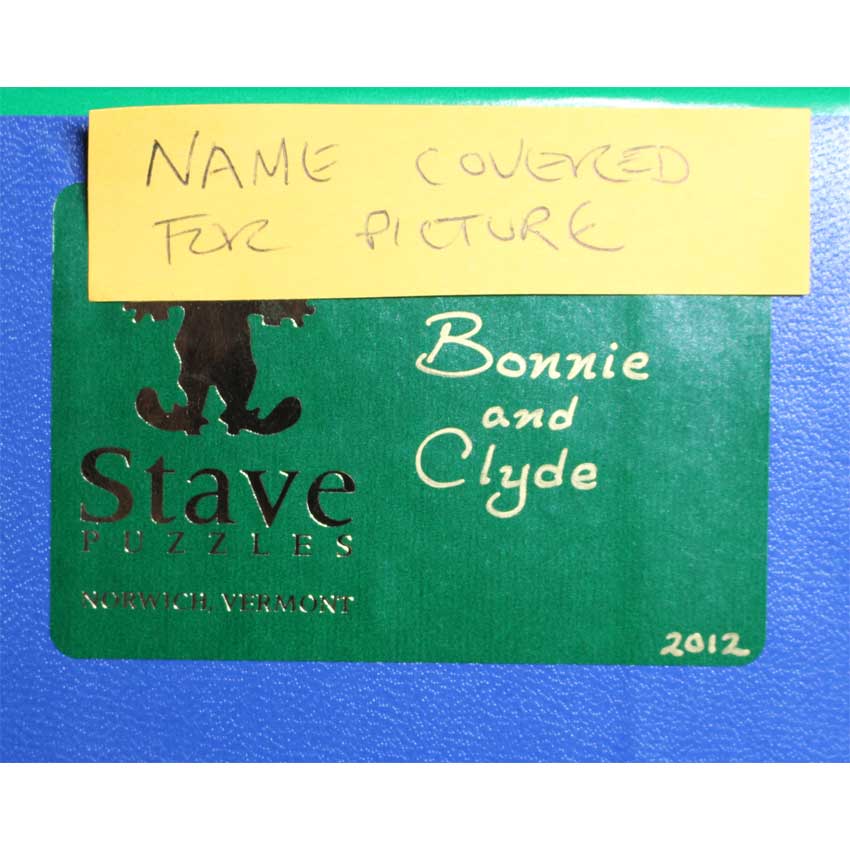 NAME COVERED
FOR PICTURE
Bonnie
and
Clyde
Stave
PUZZLES
NORWICH, VERMONT
2012